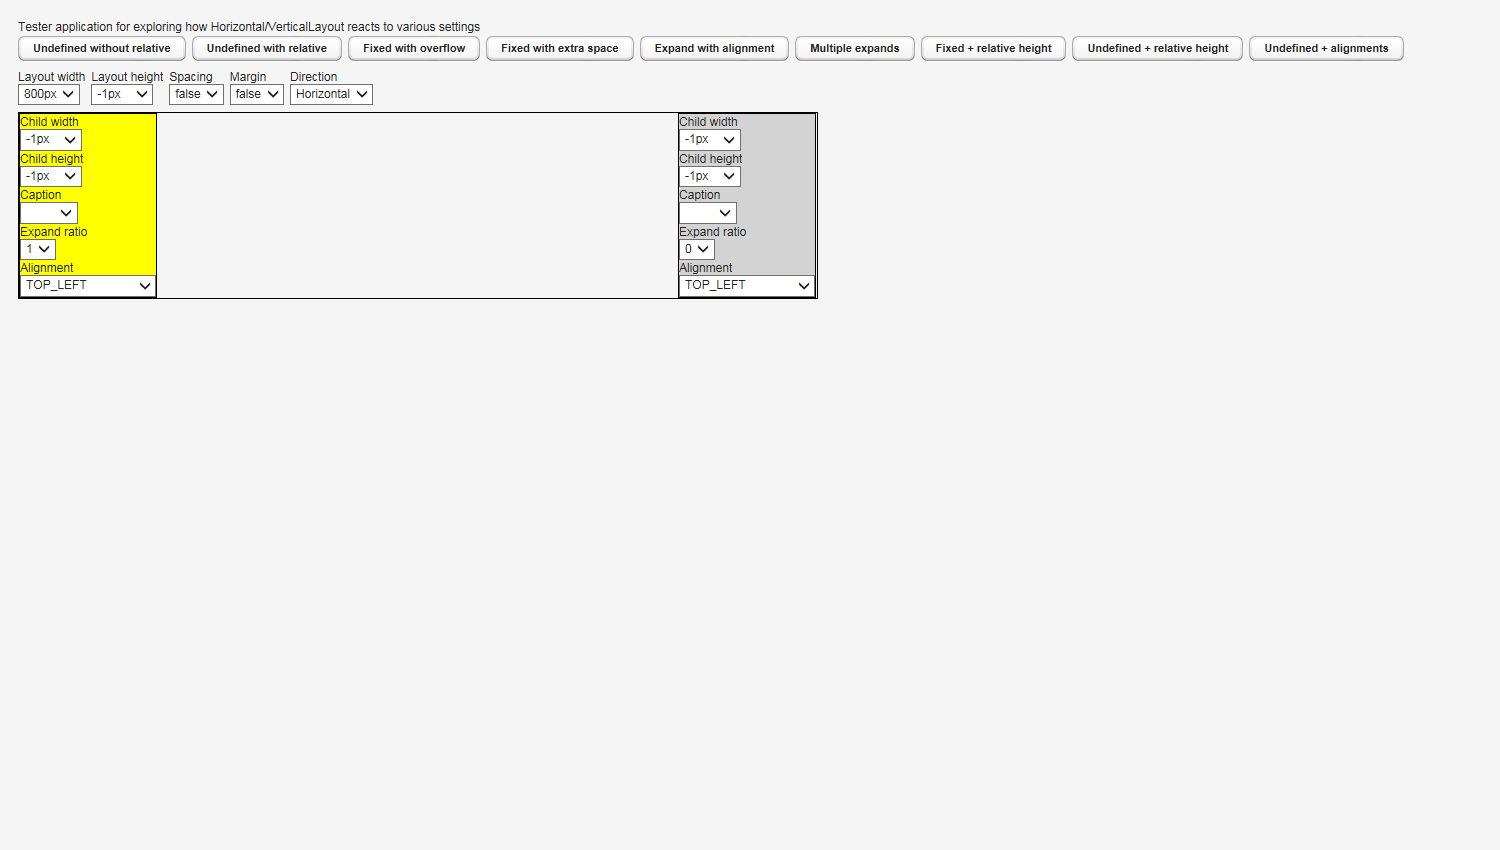 Tester application for exploring how Horizontal/VerticalLayout reacts to various settings
Undefined without relative Undefined with relative Fixed with overflow Fixed with extra space Expand with alignment Multiple expands Fixed + relative height Undefined + relative height Undefined + alignments
Layout width Layout height Spacing Margin Direction
800px -1px false false Horizontal
Child width Child width
-1px -1px
Child height Child height
-1px -1px
Caption Caption
Expand ratio Expand ratio
1 0
Alignment Alignment
TOP_LEFT TOP_LEFT